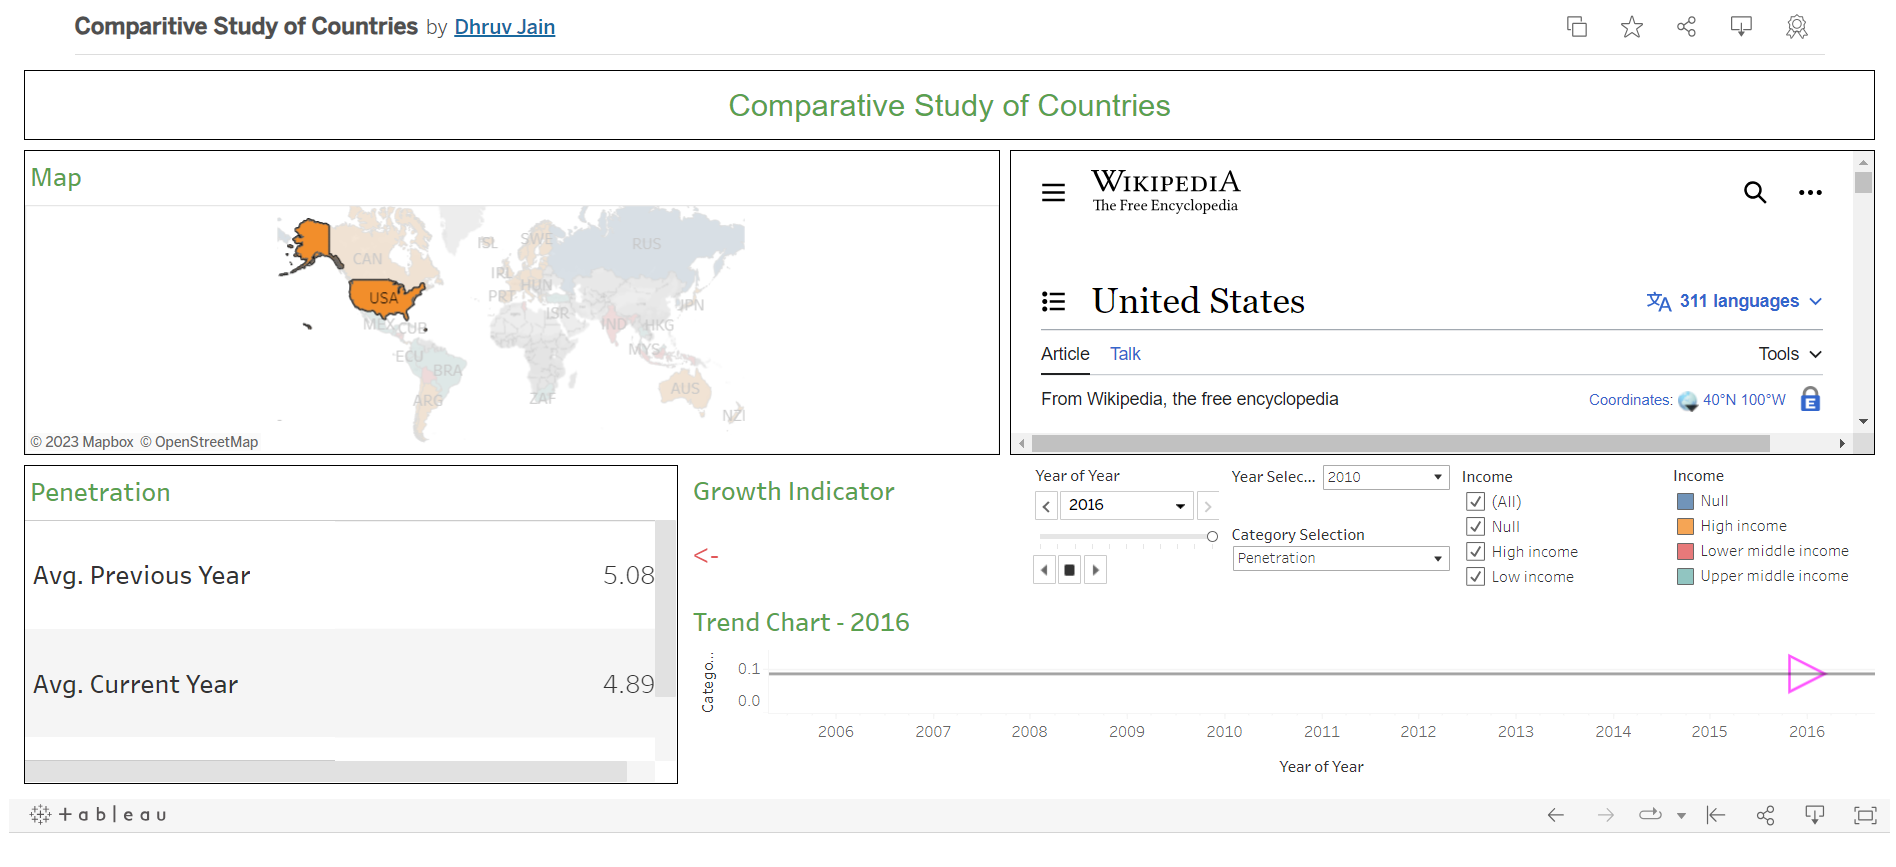 Comparitive Study of Countries by Dhruv Jain
Comparative Study of Countries
Map
ISL SWE RUS
CAN
IRL
HUN
PRT
USA
ISR JPN
MEX CUB IND HKG
ECU MYS
BRA
AUS
ARG ZAF
NZL
© 2023 Mapbox © OpenStreetMap
WIKIPEDIA
The Free Encyclopedia
United States
311 languages
Article Talk Tools
From Wikipedia, the free encyclopedia
Coordinates: 40°N 100°W
E
Penetration
Avg. Previous Year 5.08
Avg. Current Year 4.89
Growth Indicator
<-
Year of Year
2016
Year Selec... 2010
Category Selection
Penetration
Income
(All)
Null
High income
Low income
Income
Null
High income
Lower middle income
Upper middle income
Trend Chart - 2016
Catego...
0.1
0.0
2006 2007 2008 2009 2010 2011 2012 2013 2014 2015 2016
Year of Year
+ a b l e a u